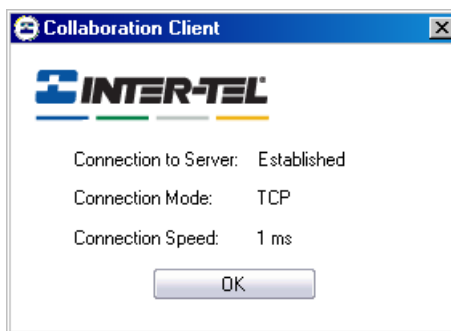 Collaboration Client
INTER-TEL
Connection to Server: Established
Connection Mode: TCP
Connection Speed: 1 ms
OK